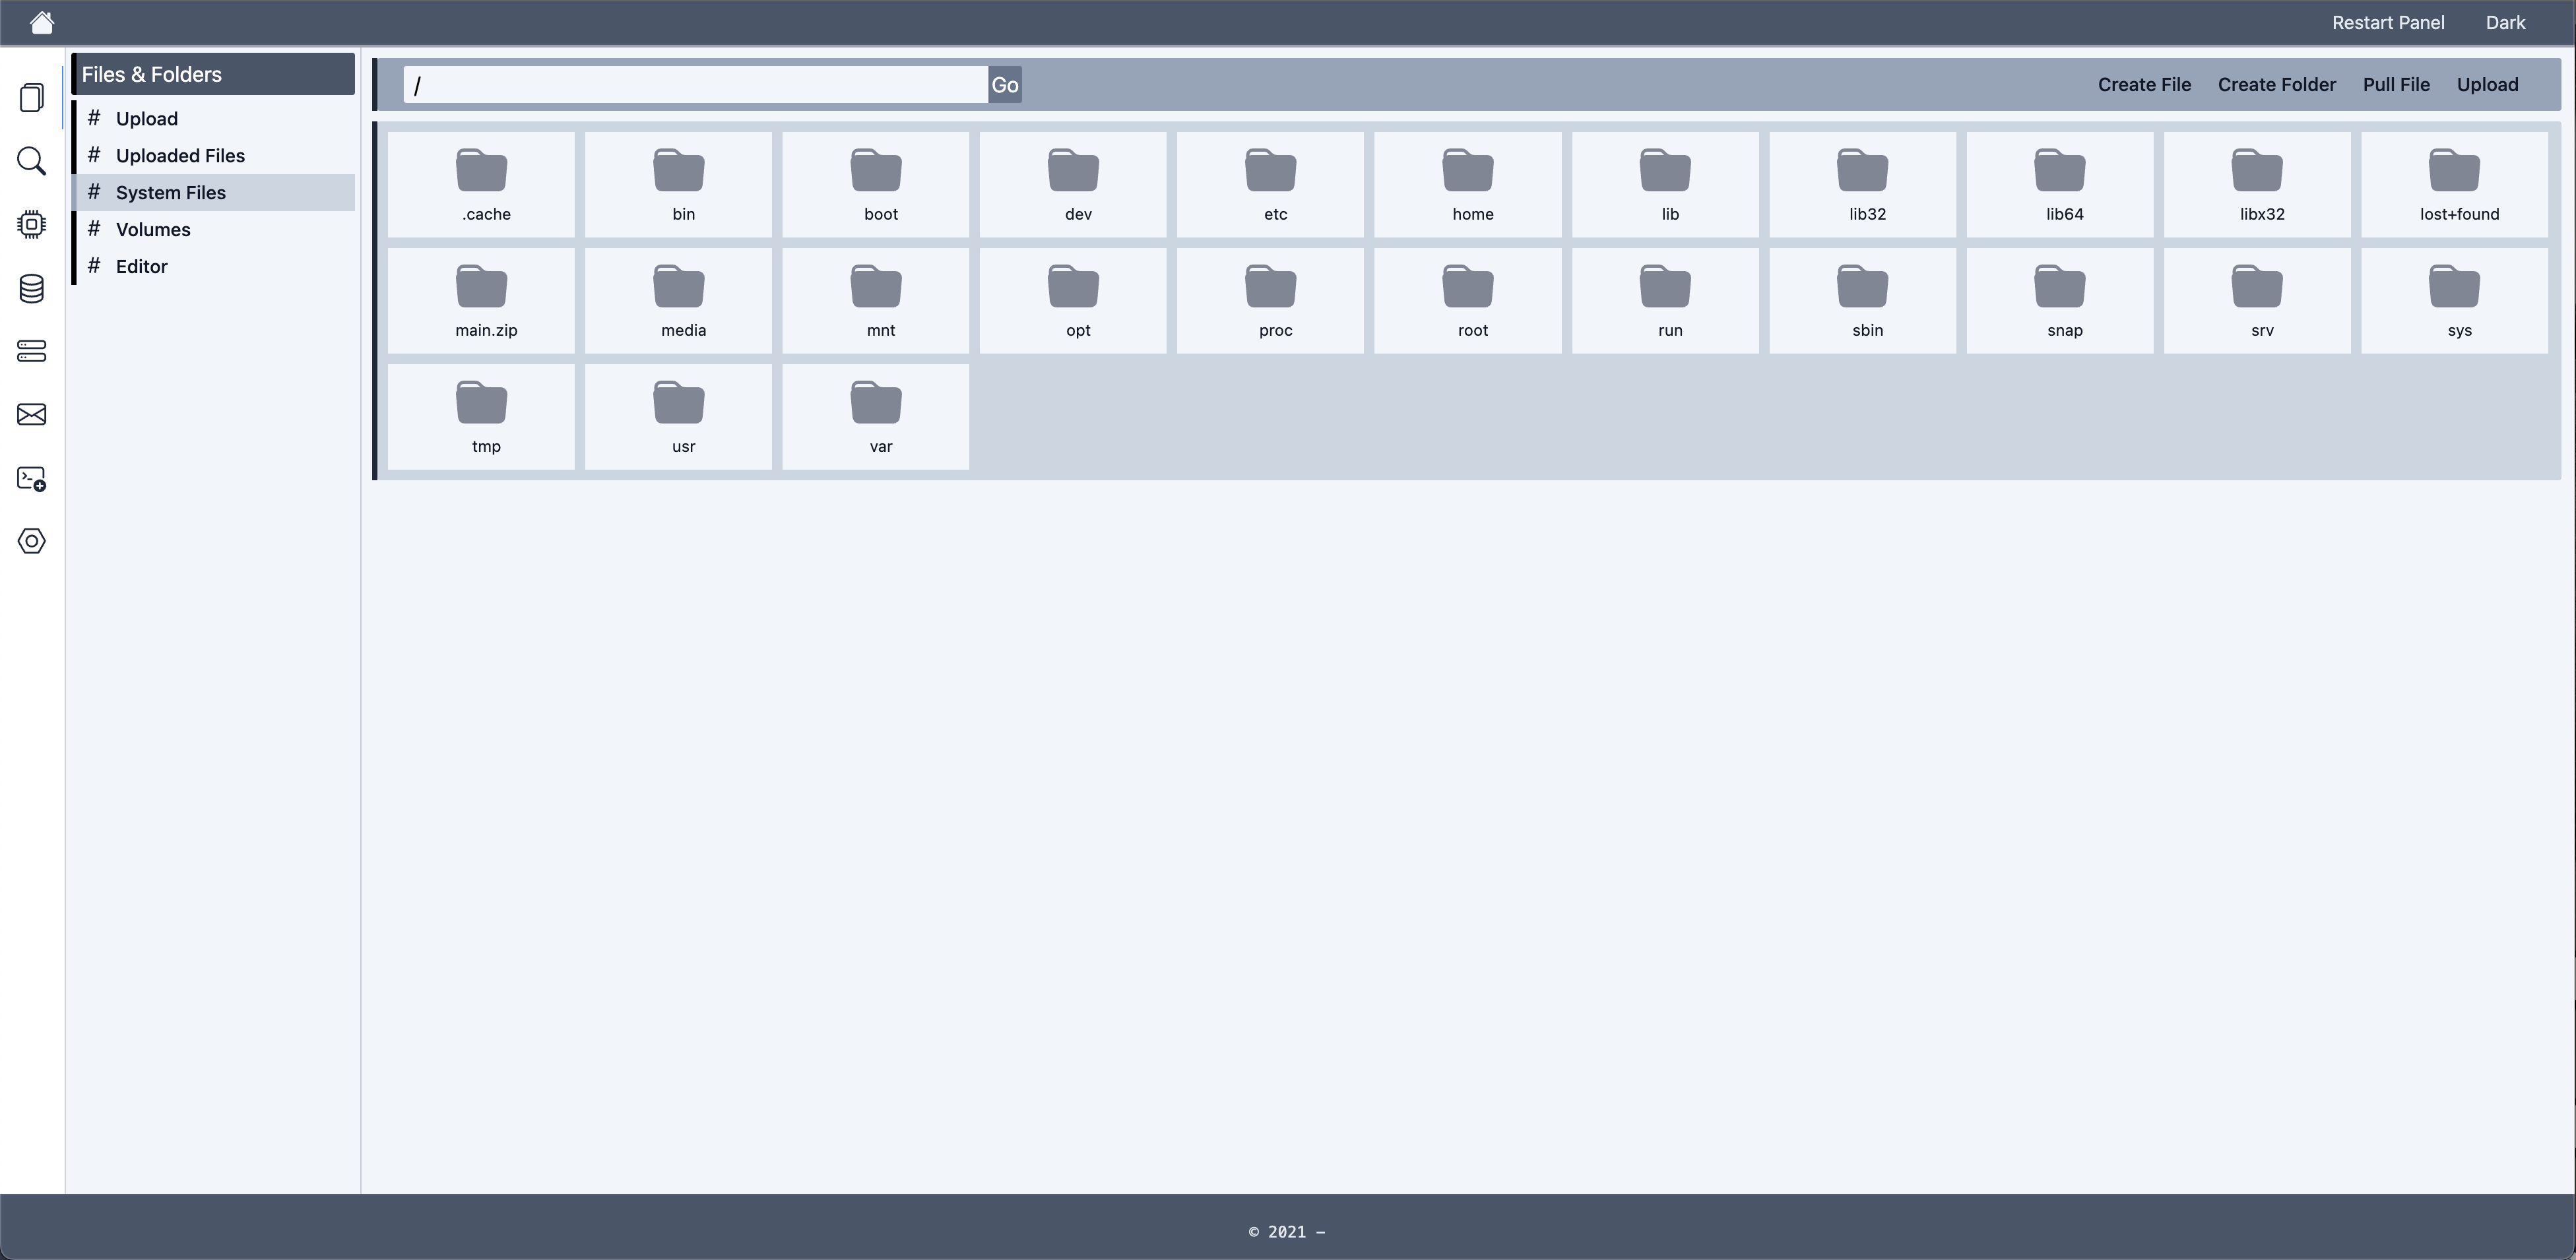 Restart Panel Dark
Files & Folders
# Upload
# Uploaded Files
# System Files
# Volumes
# Editor
/ Go Create File Create Folder Pull File Upload
.cache bin boot dev etc home lib lib32 lib64 libx32 lost+found
main.zip media mnt opt proc root run sbin snap srv sys
tmp usr var
© 2021 –